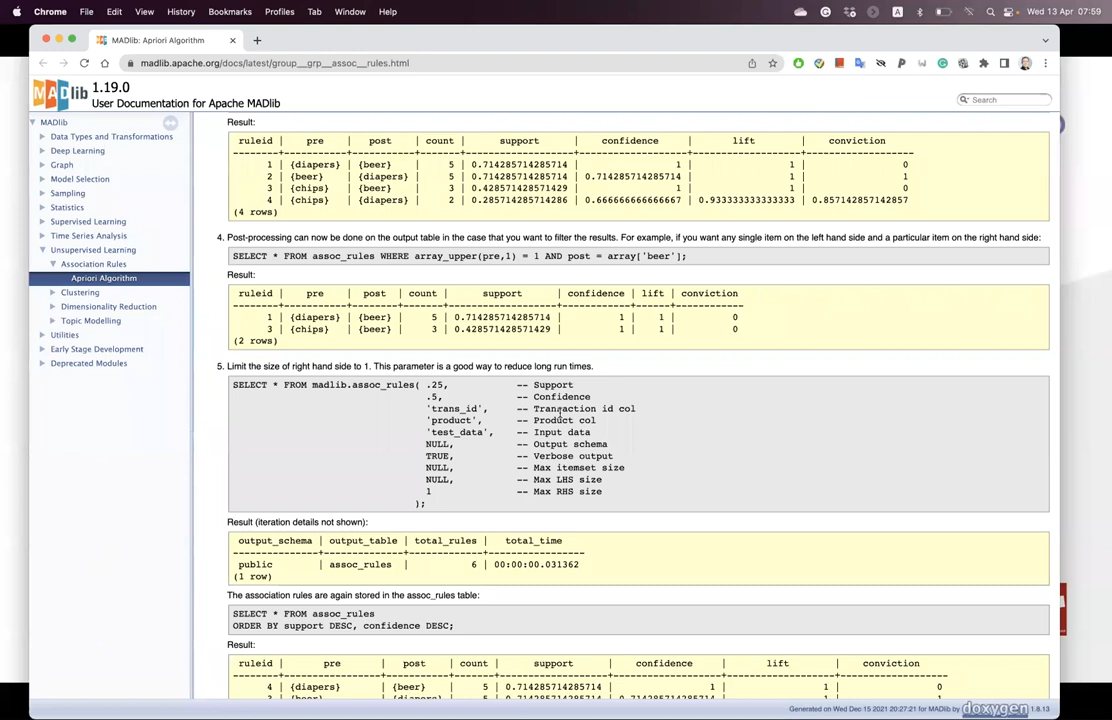 Chrome File Edit View History Bookmarks Profiles Tab Window Help A Wed 13 Apr 07:59
MADlib: Apriori Algorithm
madlib.apache.org/docs/latest/group__grp__assoc__rules.html
MADlib 1.19.0
User Documentation for Apache MADlib
Search
MADlib
Data Types and Transformations
Deep Learning
Graph
Model Selection
Sampling
Statistics
Supervised Learning
Time Series Analysis
Unsupervised Learning
Association Rules
Apriori Algorithm
Clustering
Dimensionality Reduction
Topic Modelling
Utilities
Early Stage Development
Deprecated Modules
Result:
ruleid | pre | post | count | support | confidence | lift | conviction
--------+------------+------------+-------+-------------------+-------------------+-------------------+-------------------
1 | {diapers} | {beer} | 5 | 0.714285714285714 | 1 | 1 | 0
2 | {beer} | {diapers} | 5 | 0.714285714285714 | 0.714285714285714 | 1 | 1
3 | {chips} | {beer} | 3 | 0.428571428571429 | 1 | 1 | 0
4 | {chips} | {diapers} | 2 | 0.285714285714286 | 0.666666666666667 | 0.933333333333333 | 0.857142857142857
(4 rows)
4. Post-processing can now be done on the output table in the case that you want to filter the results. For example, if you want any single item on the left hand side and a particular item on the right hand side:
SELECT * FROM assoc_rules WHERE array_upper(pre,1) = 1 AND post = array['beer'];
Result:
ruleid | pre | post | count | support | confidence | lift | conviction
--------+-----------+--------+-------+-------------------+------------+------+------------
1 | {diapers} | {beer} | 5 | 0.714285714285714 | 1 | 1 | 0
3 | {chips} | {beer} | 3 | 0.428571428571429 | 1 | 1 | 0
(2 rows)
5. Limit the size of right hand side to 1. This parameter is a good way to reduce long run times.
SELECT * FROM madlib.assoc_rules( .25, -- Support
.5, -- Confidence
'trans_id', -- Transaction id col
'product', -- Product col
'test_data', -- Input data
NULL, -- Output schema
TRUE, -- Verbose output
NULL, -- Max itemset size
NULL, -- Max LHS size
1 -- Max RHS size
);
Result (iteration details not shown):
output_schema | output_table | total_rules | total_time
---------------+--------------+-------------+-----------------
public | assoc_rules | 6 | 00:00:00.031362
(1 row)
The association rules are again stored in the assoc_rules table:
SELECT * FROM assoc_rules
ORDER BY support DESC, confidence DESC;
Result:
ruleid | pre | post | count | support | confidence | lift | conviction
4 | {diapers} | {beer} | 5 | 0.714285714285714 | 1 | 1 | 0
Generated on Wed Dec 15 2021 20:27:21 for MADlib by doxygen 1.8.13